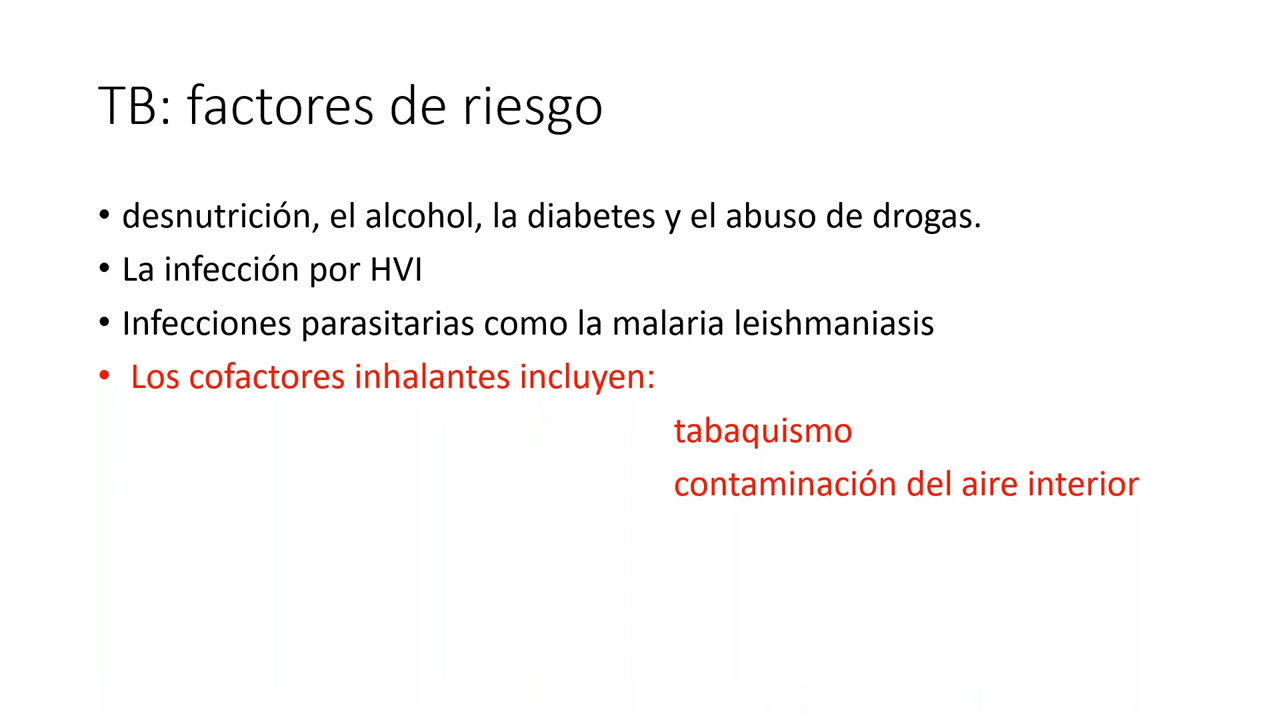 TB: factores de riesgo
• desnutrición, el alcohol, la diabetes y el abuso de drogas.
• La infección por HVI
• Infecciones parasitarias como la malaria leishmaniasis
• Los cofactores inhalantes incluyen:
tabaquismo
contaminación del aire interior